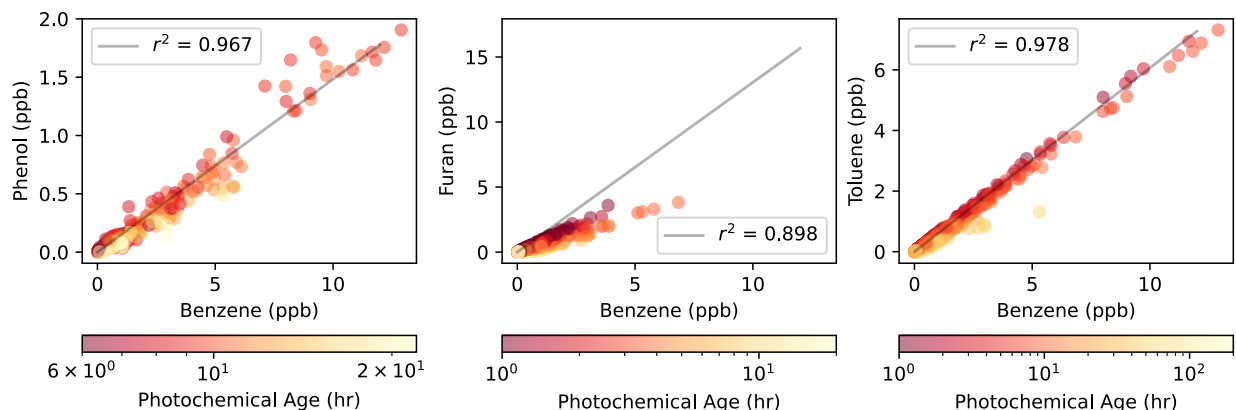 2.0
1.5
1.0
0.5
0.0
Phenol (ppb)
r² = 0.967
0
5
10
Benzene (ppb)
6 × 10⁰
10¹
2 × 10¹
Photochemical Age (hr)
15
10
5
0
Furan (ppb)
r² = 0.898
0
5
10
Benzene (ppb)
10⁰
10¹
Photochemical Age (hr)
6
4
2
0
Toluene (ppb)
r² = 0.978
0
5
10
Benzene (ppb)
10⁰
10¹
10²
Photochemical Age (hr)